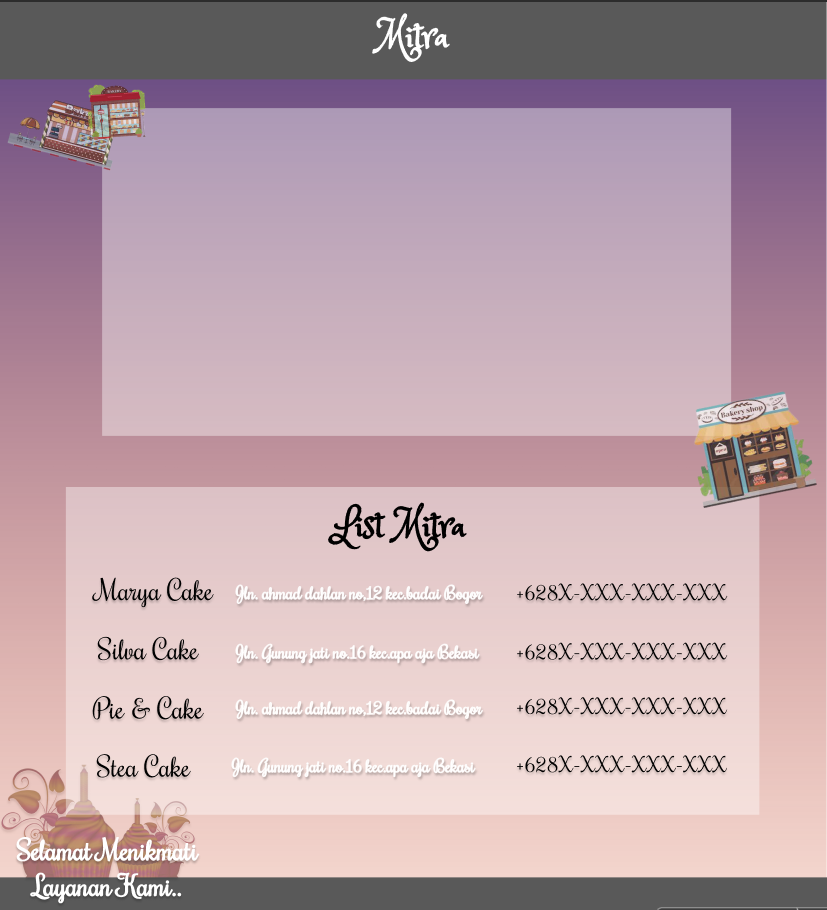 Mitra
Bakery shop
List Mitra
Marya Cake Jln. ahmad dahlan no,12 kec.badai Bogor +628X-XXX-XXX-XXX
Silva Cake Jln. Gunung jati no.16 kec.apa aja Bekasi +628X-XXX-XXX-XXX
Pie & Cake Jln. ahmad dahlan no,12 kec.badai Bogor +628X-XXX-XXX-XXX
Stea Cake Jln. Gunung jati no.16 kec.apa aja Bekasi +628X-XXX-XXX-XXX
Selamat Menikmati
Layanan Kami..